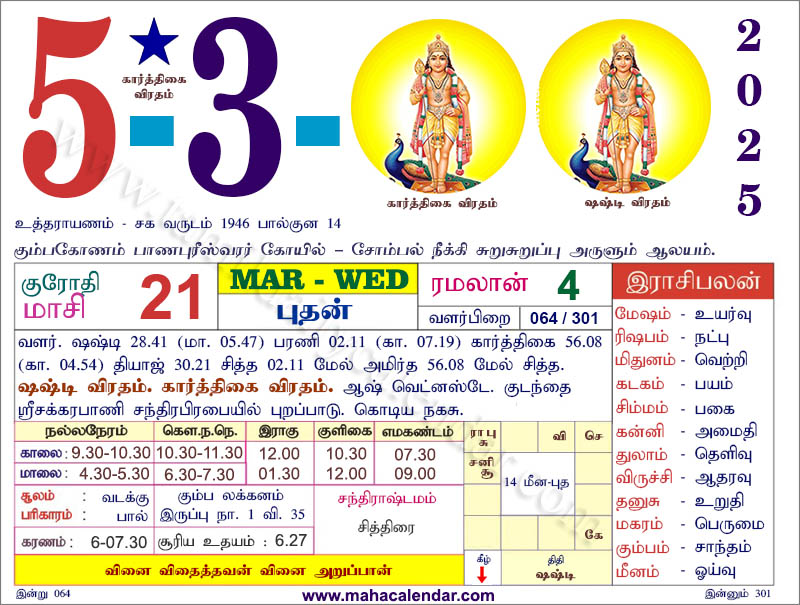 5 - 3 -
2025
கார்த்திகை
விரதம்
கார்த்திகை விரதம்
ஷஷ்டி விரதம்
உத்தராயணம் - சக வருடம் 1946 பால்குன 14
கும்பகோணம் பாணபுரீஸ்வரர் கோயில் – சோம்பல் நீக்கி சுறுசுறுப்பு அருளும் ஆலயம்.
குரோதி
மாசி
21
MAR - WED
புதன்
ரமலான் 4
வளர்பிறை 064 / 301
வளர். ஷஷ்டி 28.41 (மா. 05.47) பரணி 02.11 (கா. 07.19) கார்த்திகை 56.08
(கா. 04.54) தியாஜ் 30.21 சித்த 02.11 மேல் அமிர்த 56.08 மேல் சித்த.
ஷஷ்டி விரதம். கார்த்திகை விரதம். ஆஷ் வெட்னஸ்டே. குடந்தை
ஸ்ரீசக்கரபாணி சந்திரபிரபையில் புறப்பாடு. கொடிய நகசு.
இராசிபலன்
மேஷம் - உயர்வு
ரிஷபம் - நட்பு
மிதுனம் - வெற்றி
கடகம் - பயம்
சிம்மம் - பகை
கன்னி - அமைதி
துலாம் - தெளிவு
விருச்சி - ஆதரவு
தனுசு - உறுதி
மகரம் - பெருமை
கும்பம் - சாந்தம்
மீனம் - ஓய்வு
நல்லநேரம் கௌ.ந.நெ. இராகு குளிகை எமகண்டம்
காலை: 9.30-10.30 10.30-11.30 12.00 10.30 07.30
மாலை: 4.30-5.30 6.30-7.30 01.30 12.00 09.00
சூலம் : வடக்கு
பரிகாரம் : பால்
கும்ப லக்கனம்
இருப்பு நா. 1 வி. 35
சந்திராஷ்டமம்
சித்திரை
கரணம் : 6-07.30
சூரிய உதயம் : 6.27
வினை விதைத்தவன் வினை அறுப்பான்
ரா பு
சு
வி
செ
சனி
சூ
14 மீன-புத
கே
கீழ்
திதி
ஷஷ்டி
இன்று 064
www.mahacalendar.com
இன்னும் 301